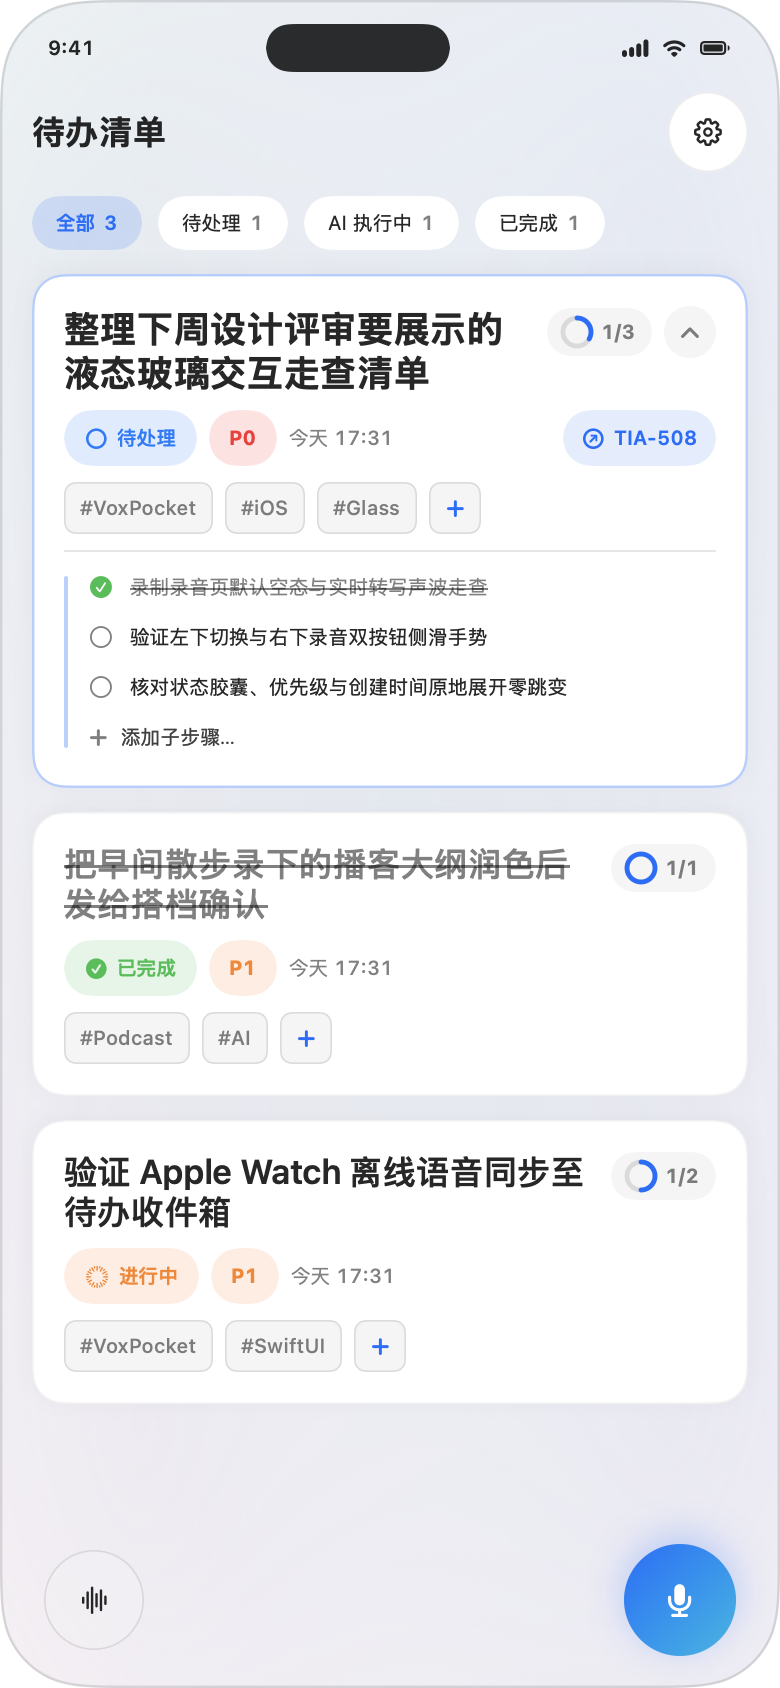 9:41
待办清单
全部 3 待处理 1 AI 执行中 1 已完成 1
整理下周设计评审要展示的
液态玻璃交互走查清单
1/3
待处理 P0 今天 17:31 TIA-508
#VoxPocket #iOS #Glass +
录制录音页默认空态与实时转写声波走查
验证左下切换与右下录音双按钮侧滑手势
核对状态胶囊、优先级与创建时间原地展开零跳变
+ 添加子步骤...
把早间散步录下的播客大纲润色后
发给搭档确认
1/1
已完成 P1 今天 17:31
#Podcast #AI +
验证 Apple Watch 离线语音同步至
待办收件箱
1/2
进行中 P1 今天 17:31
#VoxPocket #SwiftUI +